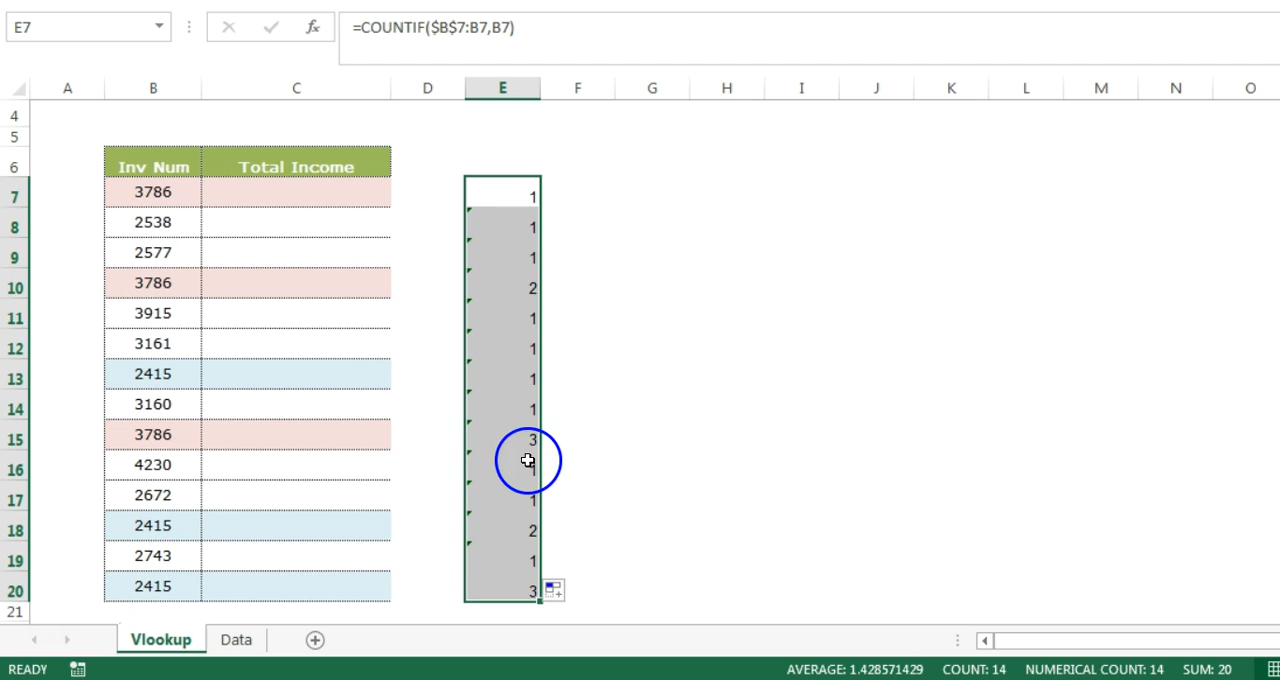 E7 fx =COUNTIF($B$7:B7,B7)
A B C D E F G H I J K L M N O
4
5
6 Inv Num Total Income
7 3786 1
8 2538 1
9 2577 1
10 3786 2
11 3915 1
12 3161 1
13 2415 1
14 3160 1
15 3786 3
16 4230 1
17 2672 1
18 2415 2
19 2743 1
20 2415 3
21
Vlookup Data
READY AVERAGE: 1.428571429 COUNT: 14 NUMERICAL COUNT: 14 SUM: 20